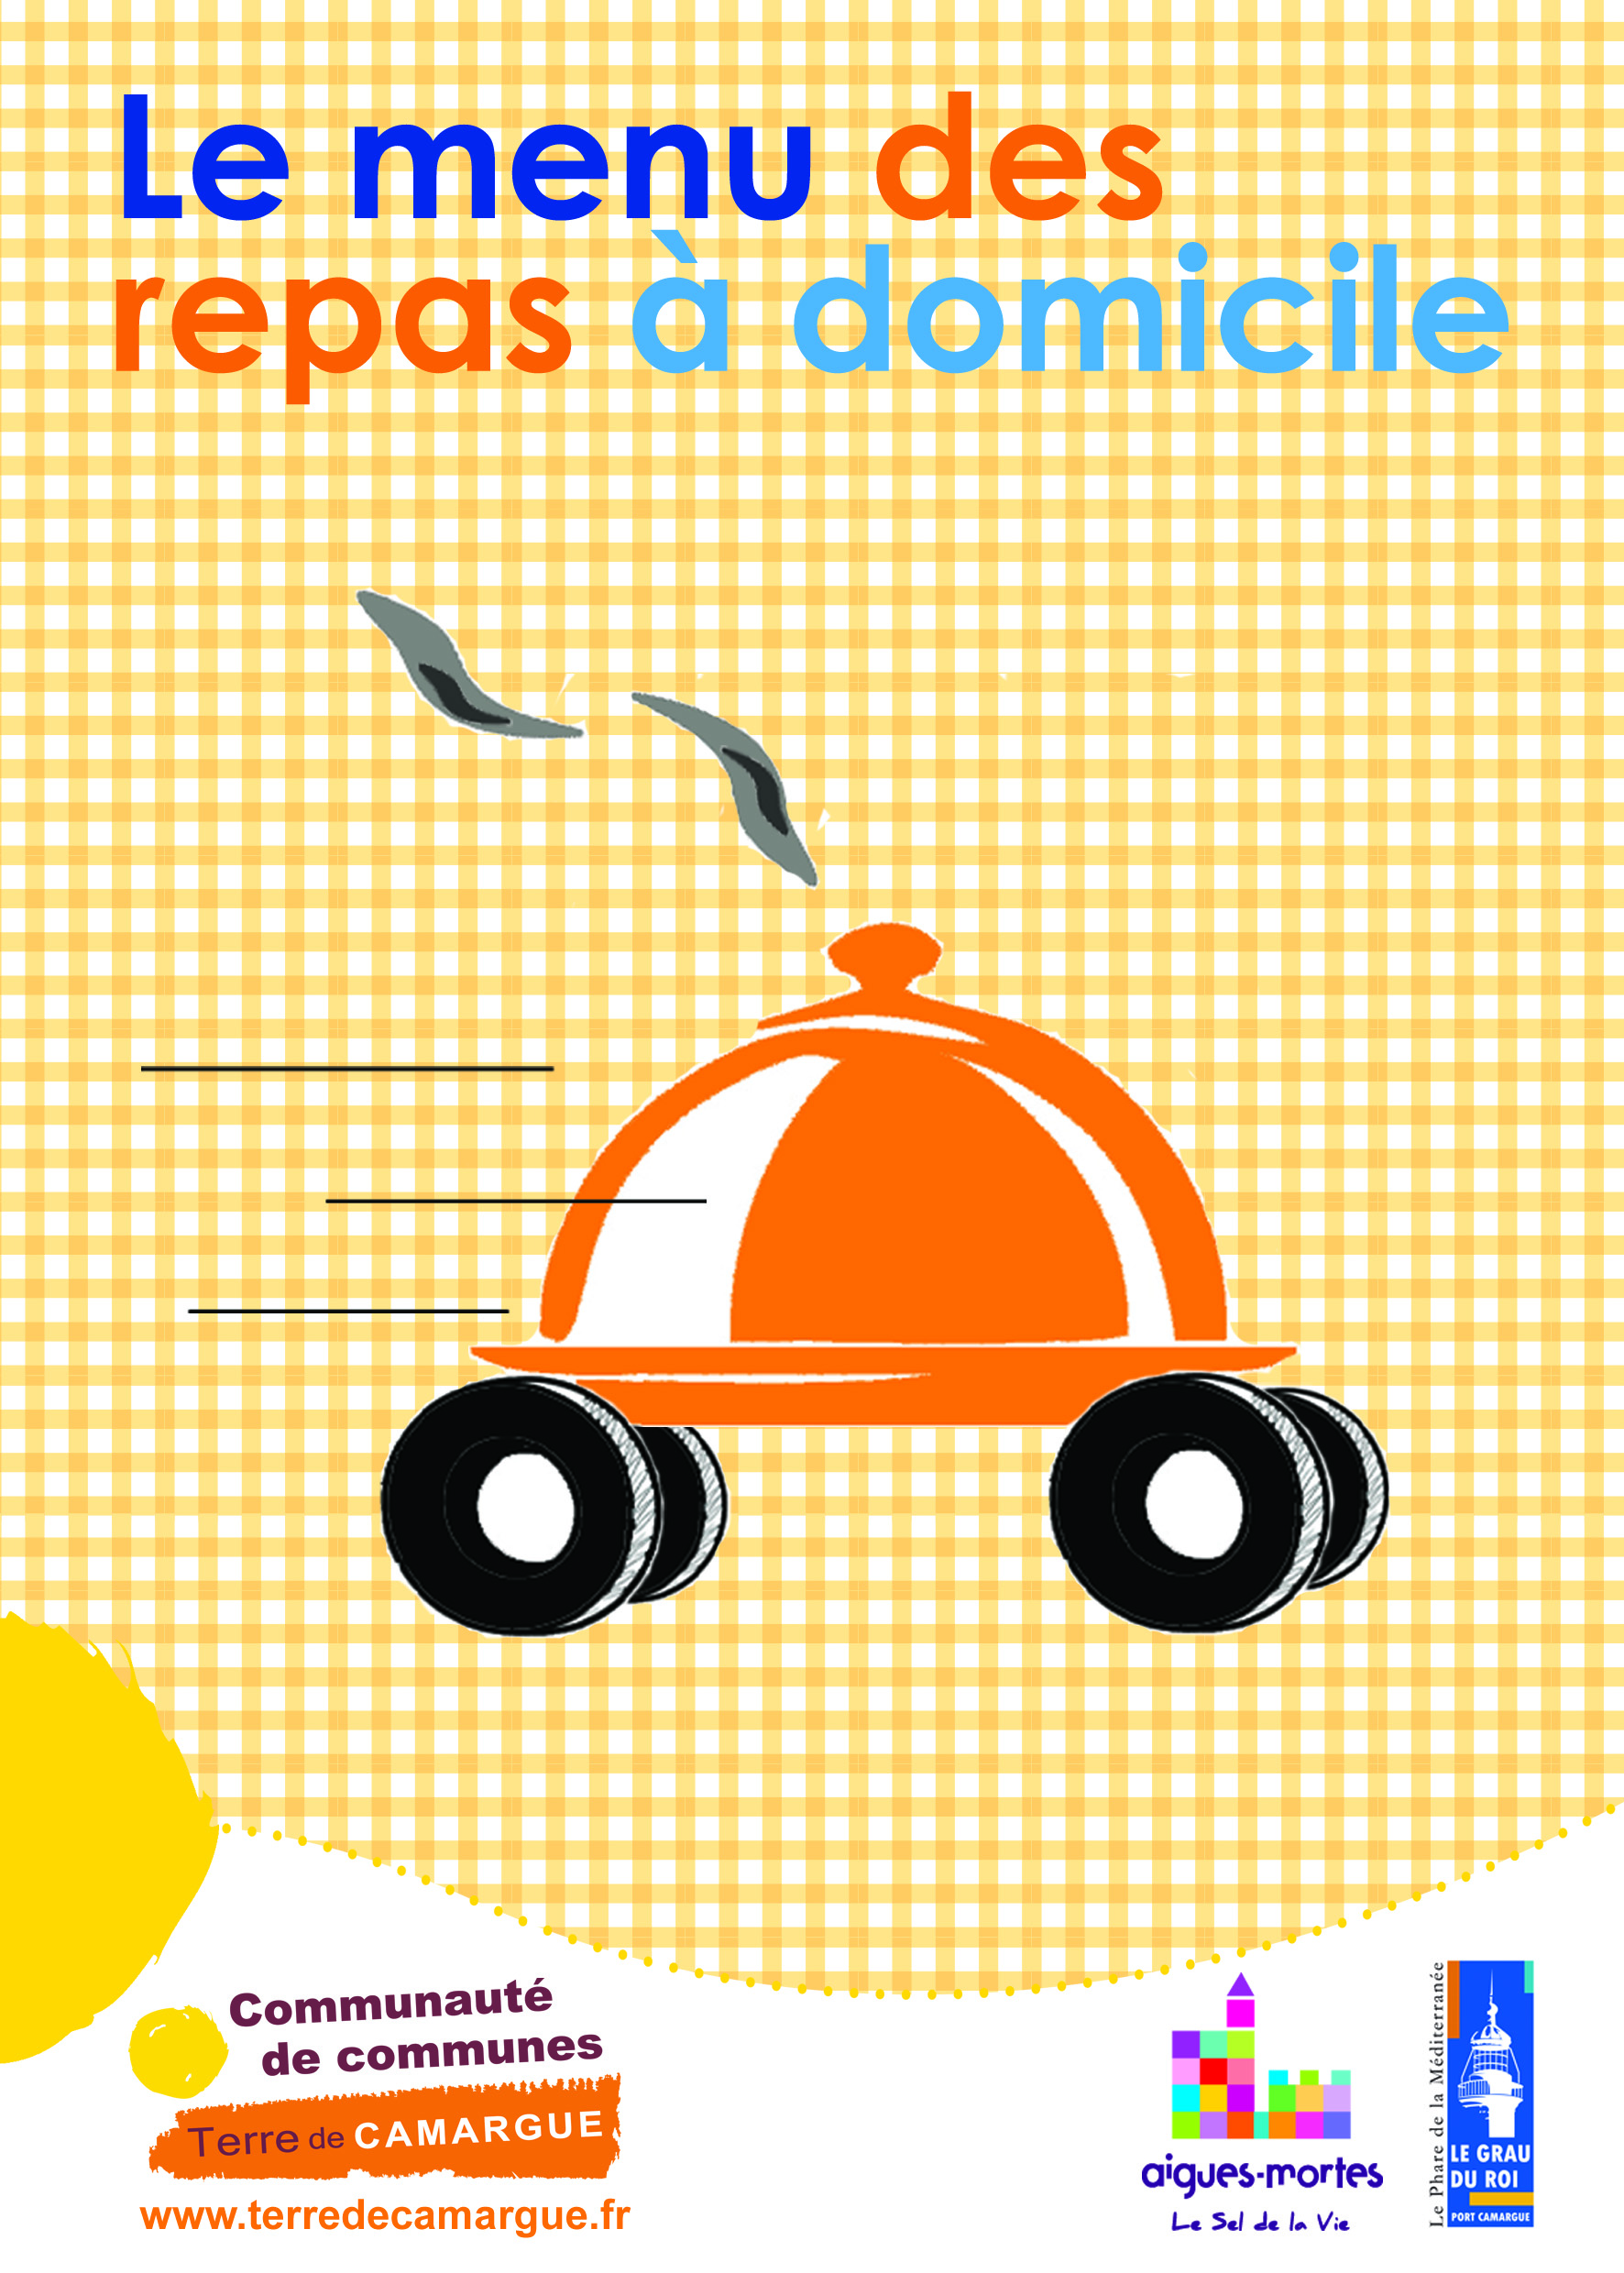 Le menu des
repas à domicile
Communauté
de communes
Terre de CAMARGUE
www.terredecamargue.fr
aigues-mortes
Le Sel de la Vie
Le Phare de la Méditerranée
LE GRAU
DU ROI
PORT CAMARGUE